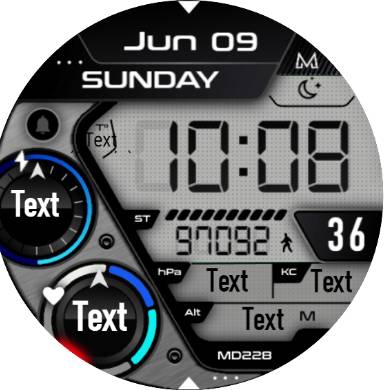 Jun 09
SUNDAY
Text
10:08
Text
ST
97092
36
hPa
Text
KC
Text
Text
Alt
Text
M
MD228